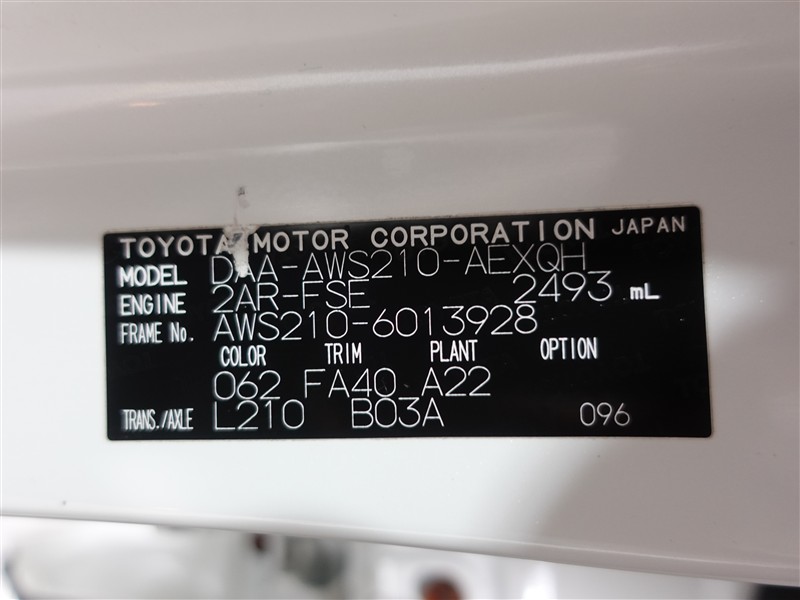 TOYOTA MOTOR CORPORATION JAPAN
MODEL DAA-AWS210-AEXQH
ENGINE 2AR-FSE 2493 mL
FRAME No. AWS210-6013928
COLOR TRIM PLANT OPTION
062 FA40 A22
TRANS./AXLE L210 B03A 096